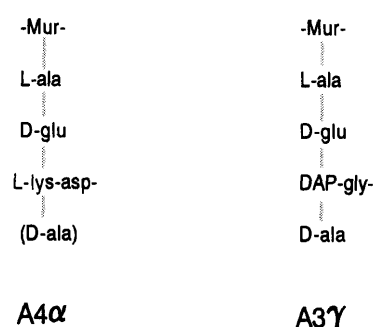 -Mur- -Mur-
L-ala L-ala
D-glu D-glu
L-lys-asp- DAP-gly-
(D-ala) D-ala
A4α A3γ